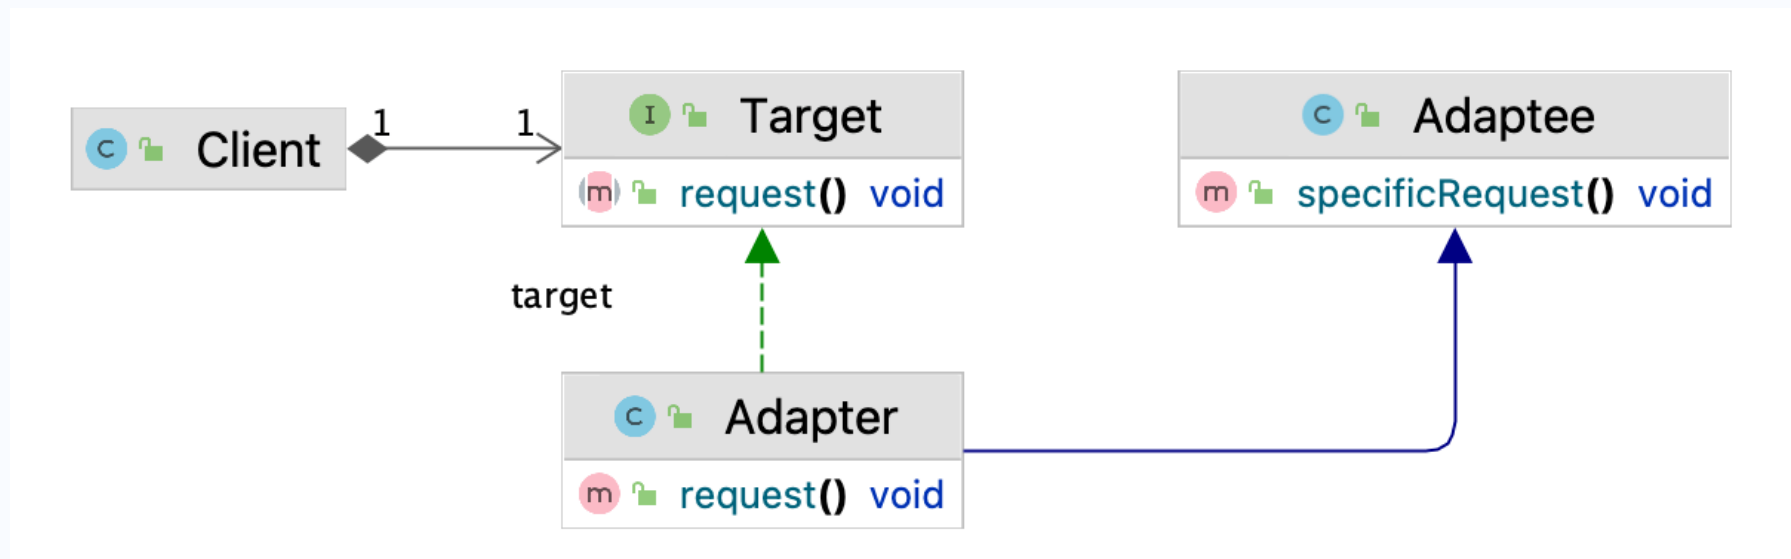 1 1
C Client
I Target
m request() void
C Adaptee
m specificRequest() void
target
C Adapter
m request() void